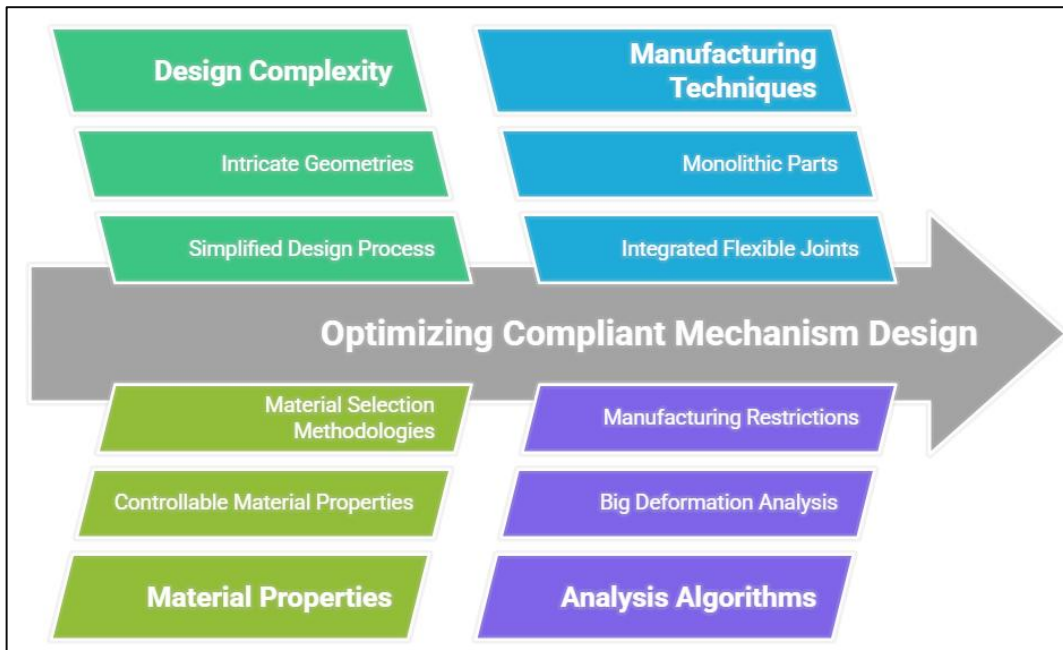 Design Complexity
Intricate Geometries
Simplified Design Process
Manufacturing
Techniques
Monolithic Parts
Integrated Flexible Joints
Optimizing Compliant Mechanism Design
Material Selection
Methodologies
Controllable Material Properties
Material Properties
Manufacturing Restrictions
Big Deformation Analysis
Analysis Algorithms